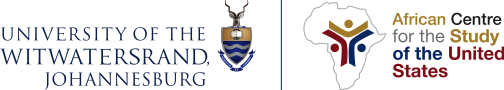 UNIVERSITY OF THE
WITWATERSRAND,
JOHANNESBURG
African Centre
for the Study
of the United
States